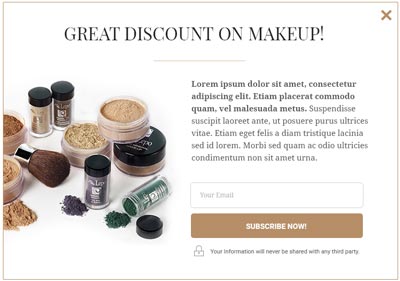 GREAT DISCOUNT ON MAKEUP!
Lorem ipsum dolor sit amet, consectetur
adipiscing elit. Etiam placerat commodo
quam, vel malesuada metus. Suspendisse
suscipit laoreet ante, ut posuere purus ultrices
vitae. Etiam eget felis a diam tristique lacinia
sed id lorem. Morbi sed quam ac odio ultricies
condimentum non sit amet urna.
Your Email
SUBSCRIBE NOW!
Your information will never be shared with any third party.